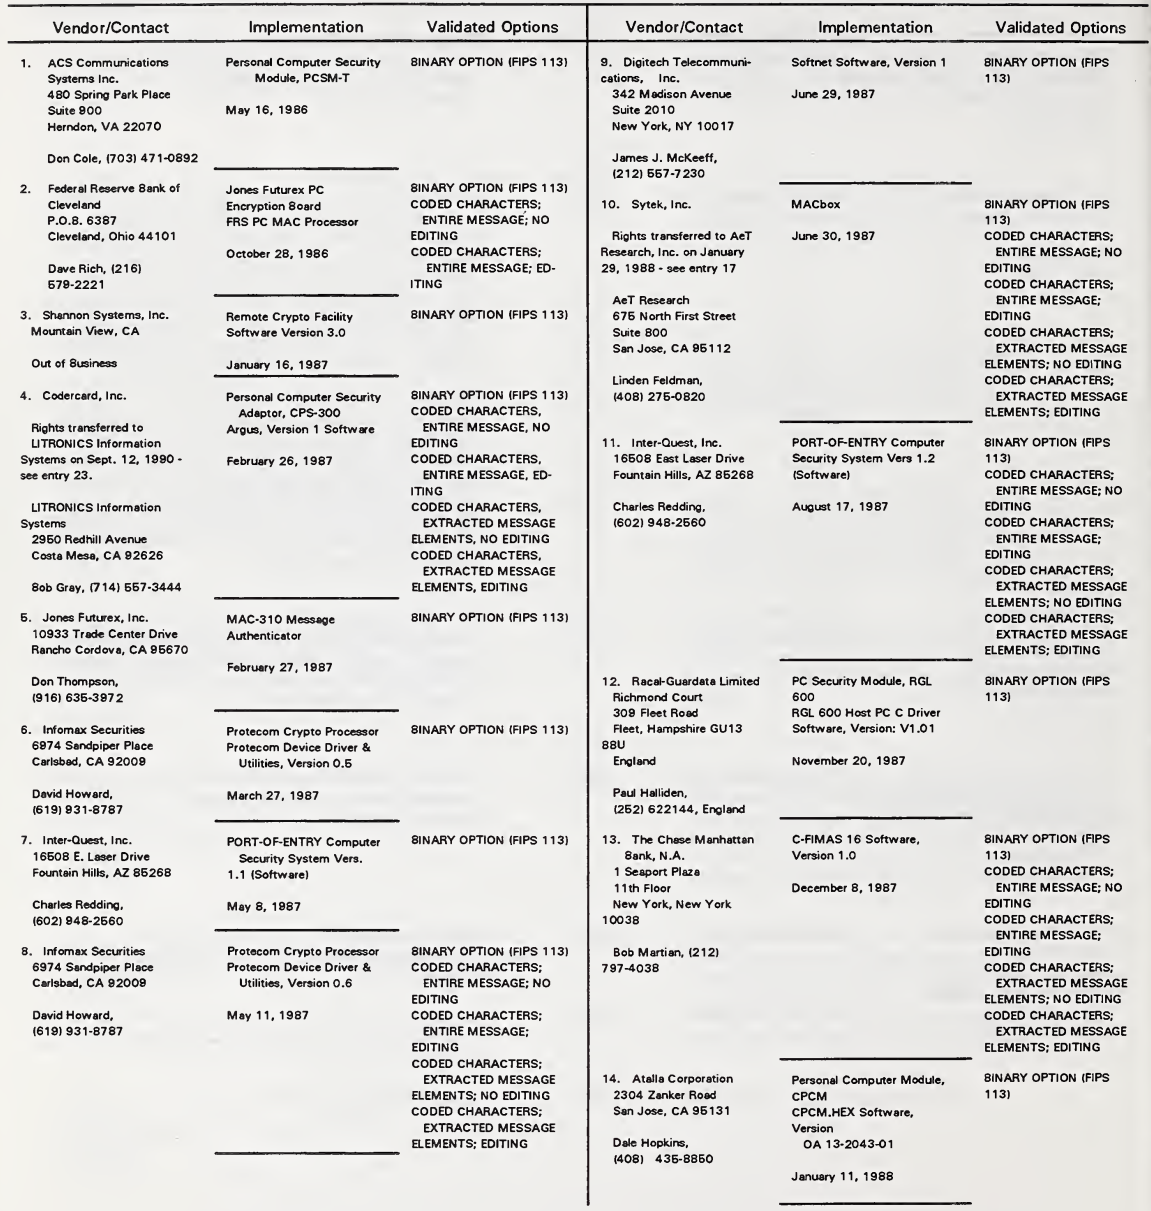 Vendor/Contact Implementation Validated Options
1. ACS Communications Personal Computer Security BINARY OPTION (FIPS 113)
Systems Inc. Module, PCSM-T
480 Spring Park Place
Suite 900 May 16, 1986
Herndon, VA 22070
Don Cole, (703) 471-0892
2. Federal Reserve Bank of Jones Futurex PC BINARY OPTION (FIPS 113)
Cleveland Encryption Board CODED CHARACTERS;
P.O.B. 6387 FRS PC MAC Processor ENTIRE MESSAGE; NO
Cleveland, Ohio 44101 EDITING
October 28, 1986 CODED CHARACTERS;
Dave Rich, (216) ENTIRE MESSAGE; ED-
579-2221 ITING
3. Shannon Systems, Inc. Remote Crypto Facility BINARY OPTION (FIPS 113)
Mountain View, CA Software Version 3.0
Out of Business January 16, 1987
4. Codercard, Inc. Personal Computer Security BINARY OPTION (FIPS 113)
Adaptor, CPS-300 CODED CHARACTERS,
Rights transferred to Argus, Version 1 Software ENTIRE MESSAGE, NO
LITRONICS Information EDITING
Systems on Sept. 12, 1990 - February 26, 1987 CODED CHARACTERS,
see entry 23. ENTIRE MESSAGE, ED-
ITING
LITRONICS Information CODED CHARACTERS,
Systems EXTRACTED MESSAGE
2950 Redhill Avenue ELEMENTS, NO EDITING
Costa Mesa, CA 92626 CODED CHARACTERS,
EXTRACTED MESSAGE
Bob Gray, (714) 557-3444 ELEMENTS, EDITING
5. Jones Futurex, Inc. MAC-310 Message BINARY OPTION (FIPS 113)
10933 Trade Center Drive Authenticator
Rancho Cordova, CA 95670
February 27, 1987
Don Thompson,
(916) 635-3972
6. Infomax Securities Protecom Crypto Processor BINARY OPTION (FIPS 113)
6974 Sandpiper Place Protecom Device Driver &
Carlsbad, CA 92009 Utilities, Version 0.5
David Howard, March 27, 1987
(619) 931-8787
7. Inter-Quest, Inc. PORT-OF-ENTRY Computer BINARY OPTION (FIPS 113)
16508 E. Laser Drive Security System Vers.
Fountain Hills, AZ 85268 1.1 (Software)
Charles Redding, May 8, 1987
(602) 948-2560
8. Infomax Securities Protecom Crypto Processor BINARY OPTION (FIPS 113)
6974 Sandpiper Place Protecom Device Driver & CODED CHARACTERS;
Carlsbad, CA 92009 Utilities, Version 0.6 ENTIRE MESSAGE; NO
EDITING
David Howard, May 11, 1987 CODED CHARACTERS;
(619) 931-8787 ENTIRE MESSAGE;
EDITING
CODED CHARACTERS;
EXTRACTED MESSAGE
ELEMENTS; NO EDITING
CODED CHARACTERS;
EXTRACTED MESSAGE
ELEMENTS; EDITING
Vendor/Contact Implementation Validated Options
9. Digitech Telecommuni- Softnet Software, Version 1 BINARY OPTION (FIPS
cations, Inc. 113)
342 Madison Avenue June 29, 1987
Suite 2010
New York, NY 10017
James J. McKeeff,
(212) 557-7230
10. Sytek, Inc. MACbox BINARY OPTION (FIPS
113)
Rights transferred to AeT June 30, 1987 CODED CHARACTERS;
Research, Inc. on January ENTIRE MESSAGE; NO
29, 1988 - see entry 17 EDITING
CODED CHARACTERS;
AeT Research ENTIRE MESSAGE;
675 North First Street EDITING
Suite 800 CODED CHARACTERS;
San Jose, CA 95112 EXTRACTED MESSAGE
ELEMENTS; NO EDITING
Linden Feldman, CODED CHARACTERS;
(408) 275-0820 EXTRACTED MESSAGE
ELEMENTS; EDITING
11. Inter-Quest, Inc. PORT-OF-ENTRY Computer BINARY OPTION (FIPS
16508 East Laser Drive Security System Vers 1.2 113)
Fountain Hills, AZ 85268 (Software) CODED CHARACTERS;
ENTIRE MESSAGE; NO
Charles Redding, August 17, 1987 EDITING
(602) 948-2560 CODED CHARACTERS;
ENTIRE MESSAGE;
EDITING
CODED CHARACTERS;
EXTRACTED MESSAGE
ELEMENTS; NO EDITING
CODED CHARACTERS;
EXTRACTED MESSAGE
ELEMENTS; EDITING
12. Racal-Guardata Limited PC Security Module, RGL BINARY OPTION (FIPS
Richmond Court 600 113)
309 Fleet Road RGL 600 Host PC C Driver
Fleet, Hampshire GU13 Software, Version: V1.01
88U
England November 20, 1987
Paul Halliden,
(252) 622144, England
13. The Chase Manhattan C-FIMAS 16 Software, BINARY OPTION (FIPS
Bank, N.A. Version 1.0 113)
1 Seaport Plaza CODED CHARACTERS;
11th Floor December 8, 1987 ENTIRE MESSAGE; NO
New York, New York EDITING
10038 CODED CHARACTERS;
ENTIRE MESSAGE;
Bob Martian, (212) EDITING
797-4038 CODED CHARACTERS;
EXTRACTED MESSAGE
ELEMENTS; NO EDITING
CODED CHARACTERS;
EXTRACTED MESSAGE
ELEMENTS; EDITING
14. Atalla Corporation Personal Computer Module, BINARY OPTION (FIPS
2304 Zanker Road CPCM 113)
San Jose, CA 95131 CPCM.HEX Software,
Version
Dale Hopkins, OA 13-2043-01
(408) 435-8850
January 11, 1988